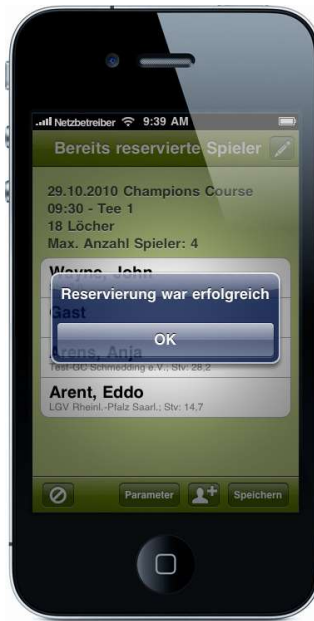 Netzbetreiber 9:39 AM
Bereits reservierte Spieler
29.10.2010 Champions Course
09:30 - Tee 1
18 Löcher
Max. Anzahl Spieler: 4
Wayne, John
Reservierung war erfolgreich
Gast
OK
Arens, Anja
Test-GC Schmedding e.V.; Stv: 28,2
Arent, Eddo
LGV Rheinl.-Pfalz Saarl.; Stv: 14,7
Parameter Speichern